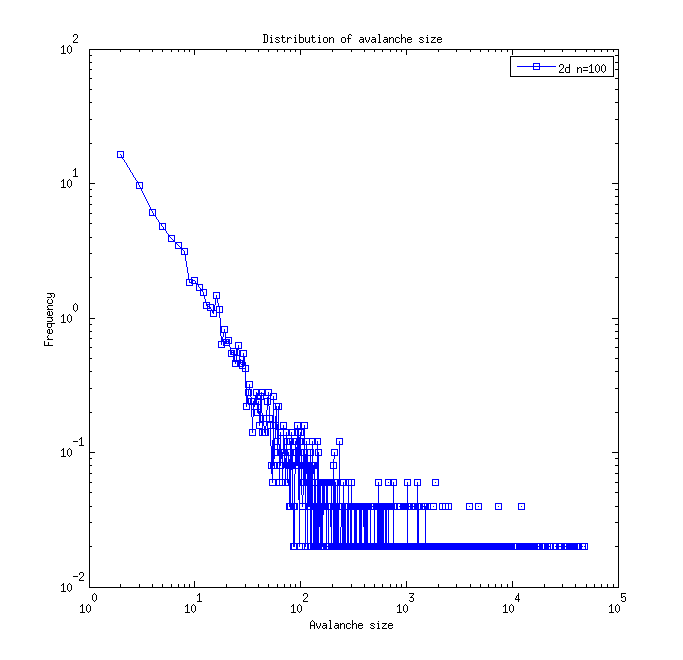 Distribution of avalanche size
2d n=100
10^2
10^1
10^0
10^-1
10^-2
Frequency
10^0 10^1 10^2 10^3 10^4 10^5
Avalanche size